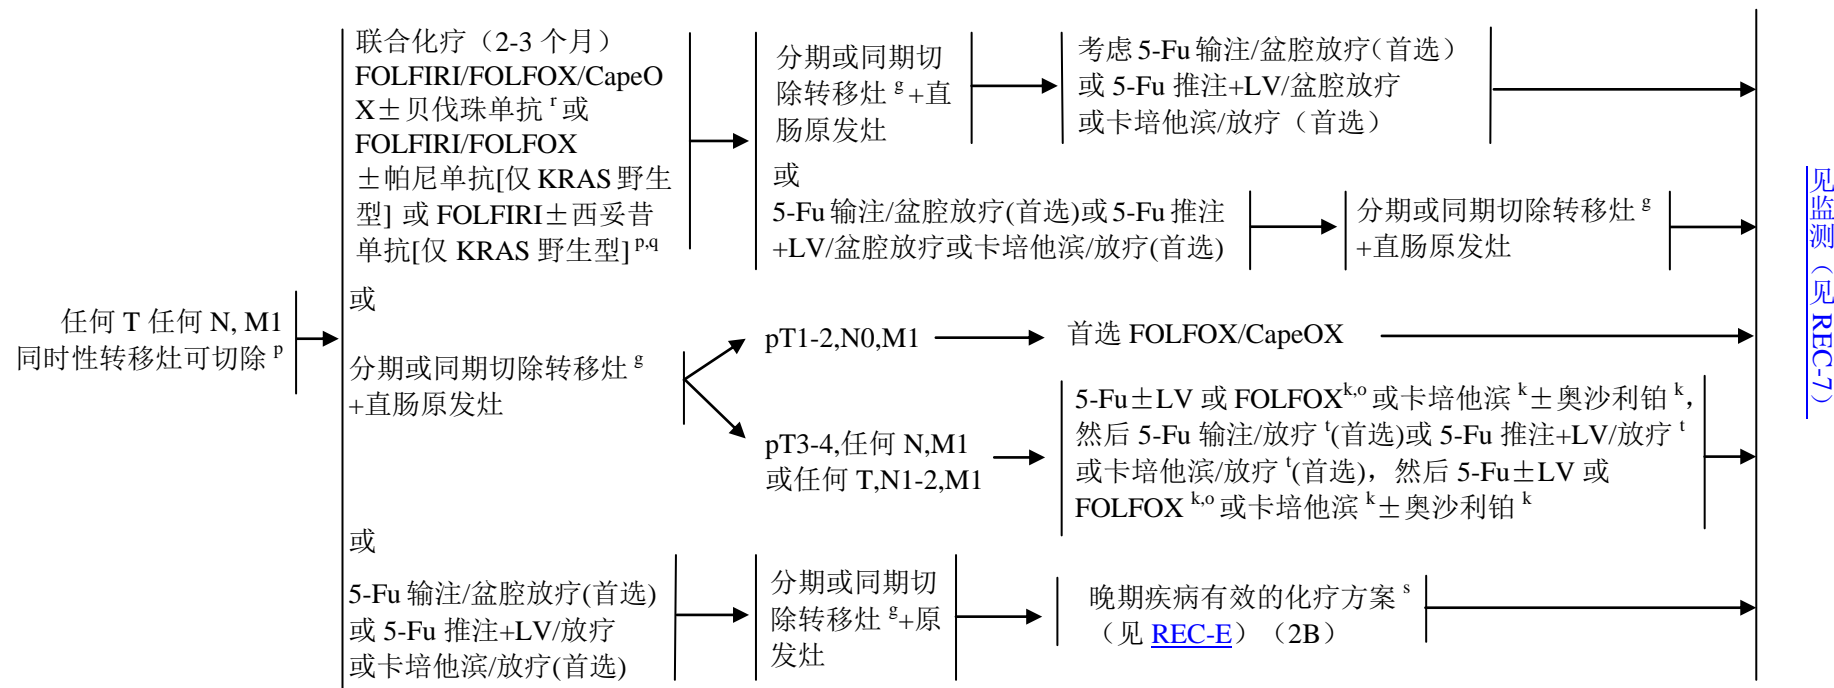 任何 T 任何 N, M1
同时性转移灶可切除 p
联合化疗（2-3 个月）
FOLFIRI/FOLFOX/CapeO
X±贝伐珠单抗 r 或
FOLFIRI/FOLFOX
±帕尼单抗[仅 KRAS 野生
型] 或 FOLFIRI±西妥昔
单抗[仅 KRAS 野生型] p,q
分期或同期切
除转移灶 g +直
肠原发灶
考虑 5-Fu 输注/盆腔放疗（首选）
或 5-Fu 推注+LV/盆腔放疗
或卡培他滨/放疗（首选）
或
5-Fu 输注/盆腔放疗(首选)或 5-Fu 推注
+LV/盆腔放疗或卡培他滨/放疗(首选)
分期或同期切除转移灶 g
+直肠原发灶
或
分期或同期切除转移灶 g
+直肠原发灶
pT1-2,N0,M1
首选 FOLFOX/CapeOX
pT3-4,任何 N,M1
或任何 T,N1-2,M1
5-Fu±LV 或 FOLFOX k,o 或卡培他滨 k±奥沙利铂 k，
然后 5-Fu 输注/放疗 t(首选)或 5-Fu 推注+LV/放疗 t
或卡培他滨/放疗 t(首选)，然后 5-Fu±LV 或
FOLFOX k,o 或卡培他滨 k±奥沙利铂 k
或
5-Fu 输注/盆腔放疗(首选)
或 5-Fu 推注+LV/放疗
或卡培他滨/放疗(首选)
分期或同期切
除转移灶 g+原
发灶
晚期疾病有效的化疗方案 s
（见 REC-E）（2B）
见监测（见 REC-7）